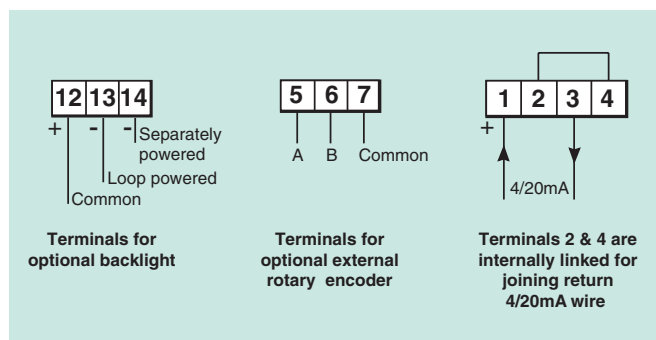 12 13 14
+ - -
Separately
powered
Loop powered
Common
Terminals for
optional backlight
5 6 7
A B Common
Terminals for
optional external
rotary encoder
1 2 3 4
+
4/20mA
Terminals 2 & 4 are
internally linked for
joining return
4/20mA wire